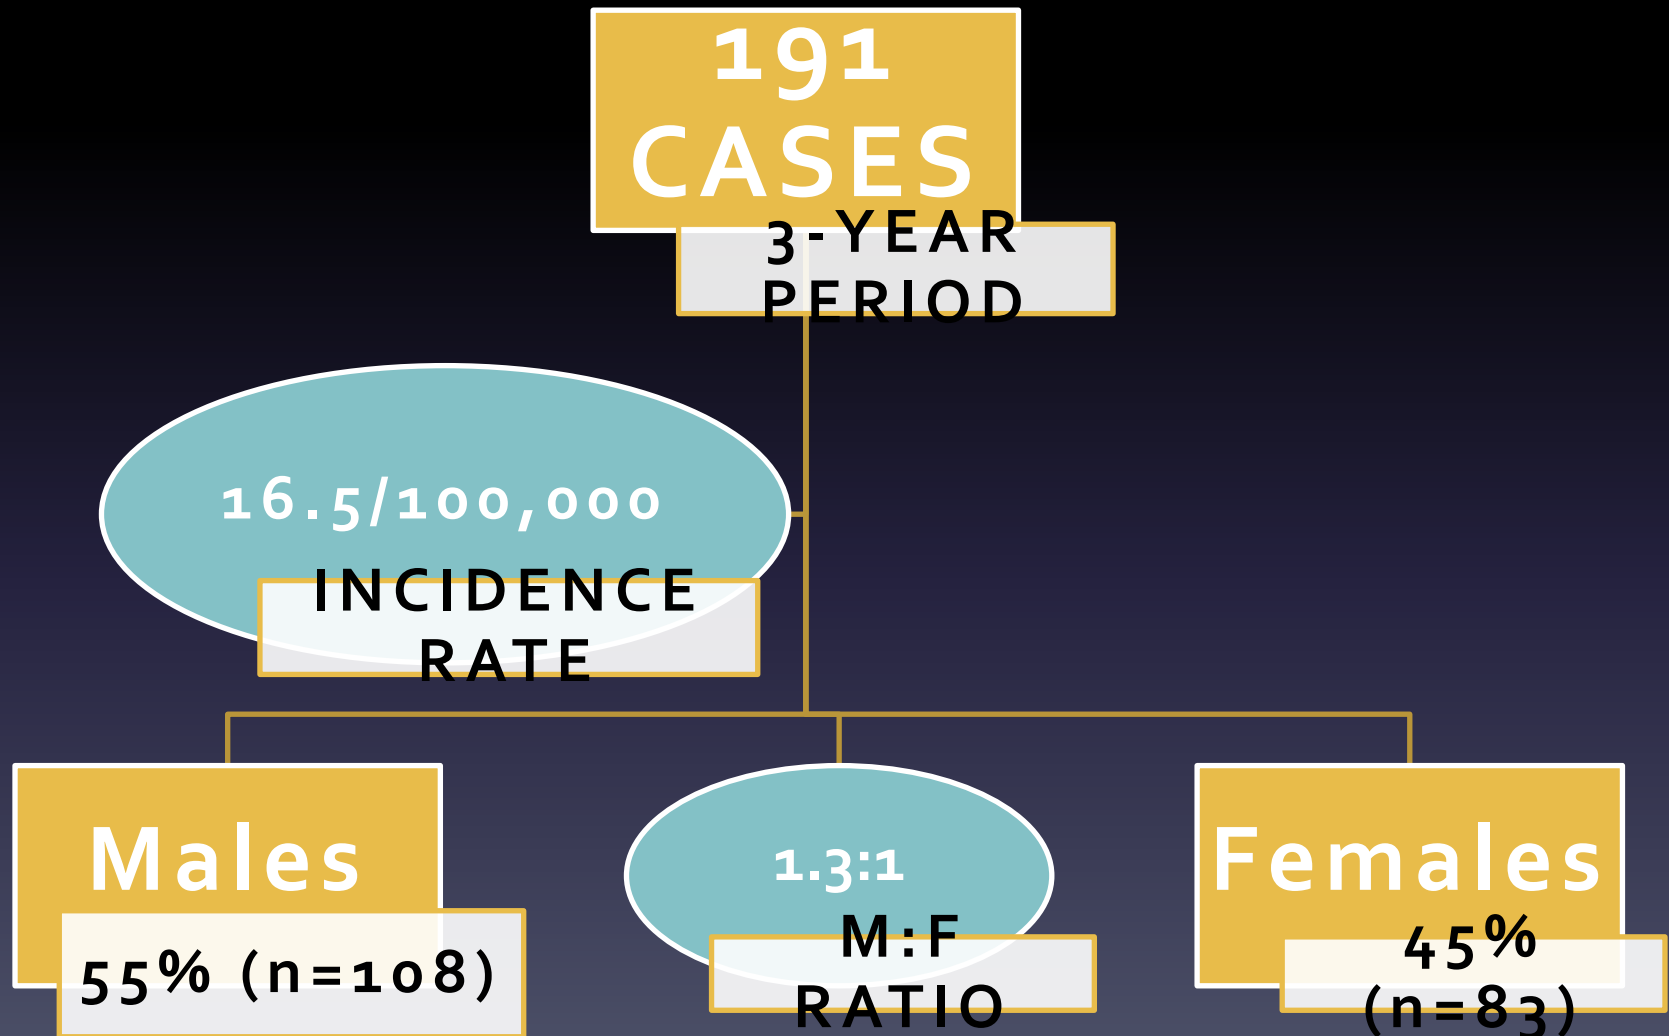 191
CASES
3-YEAR
PERIOD
16.5/100,000
INCIDENCE
RATE
Males
55% (n=108)
1.3:1
M:F
RATIO
Females
45%
(n=83)